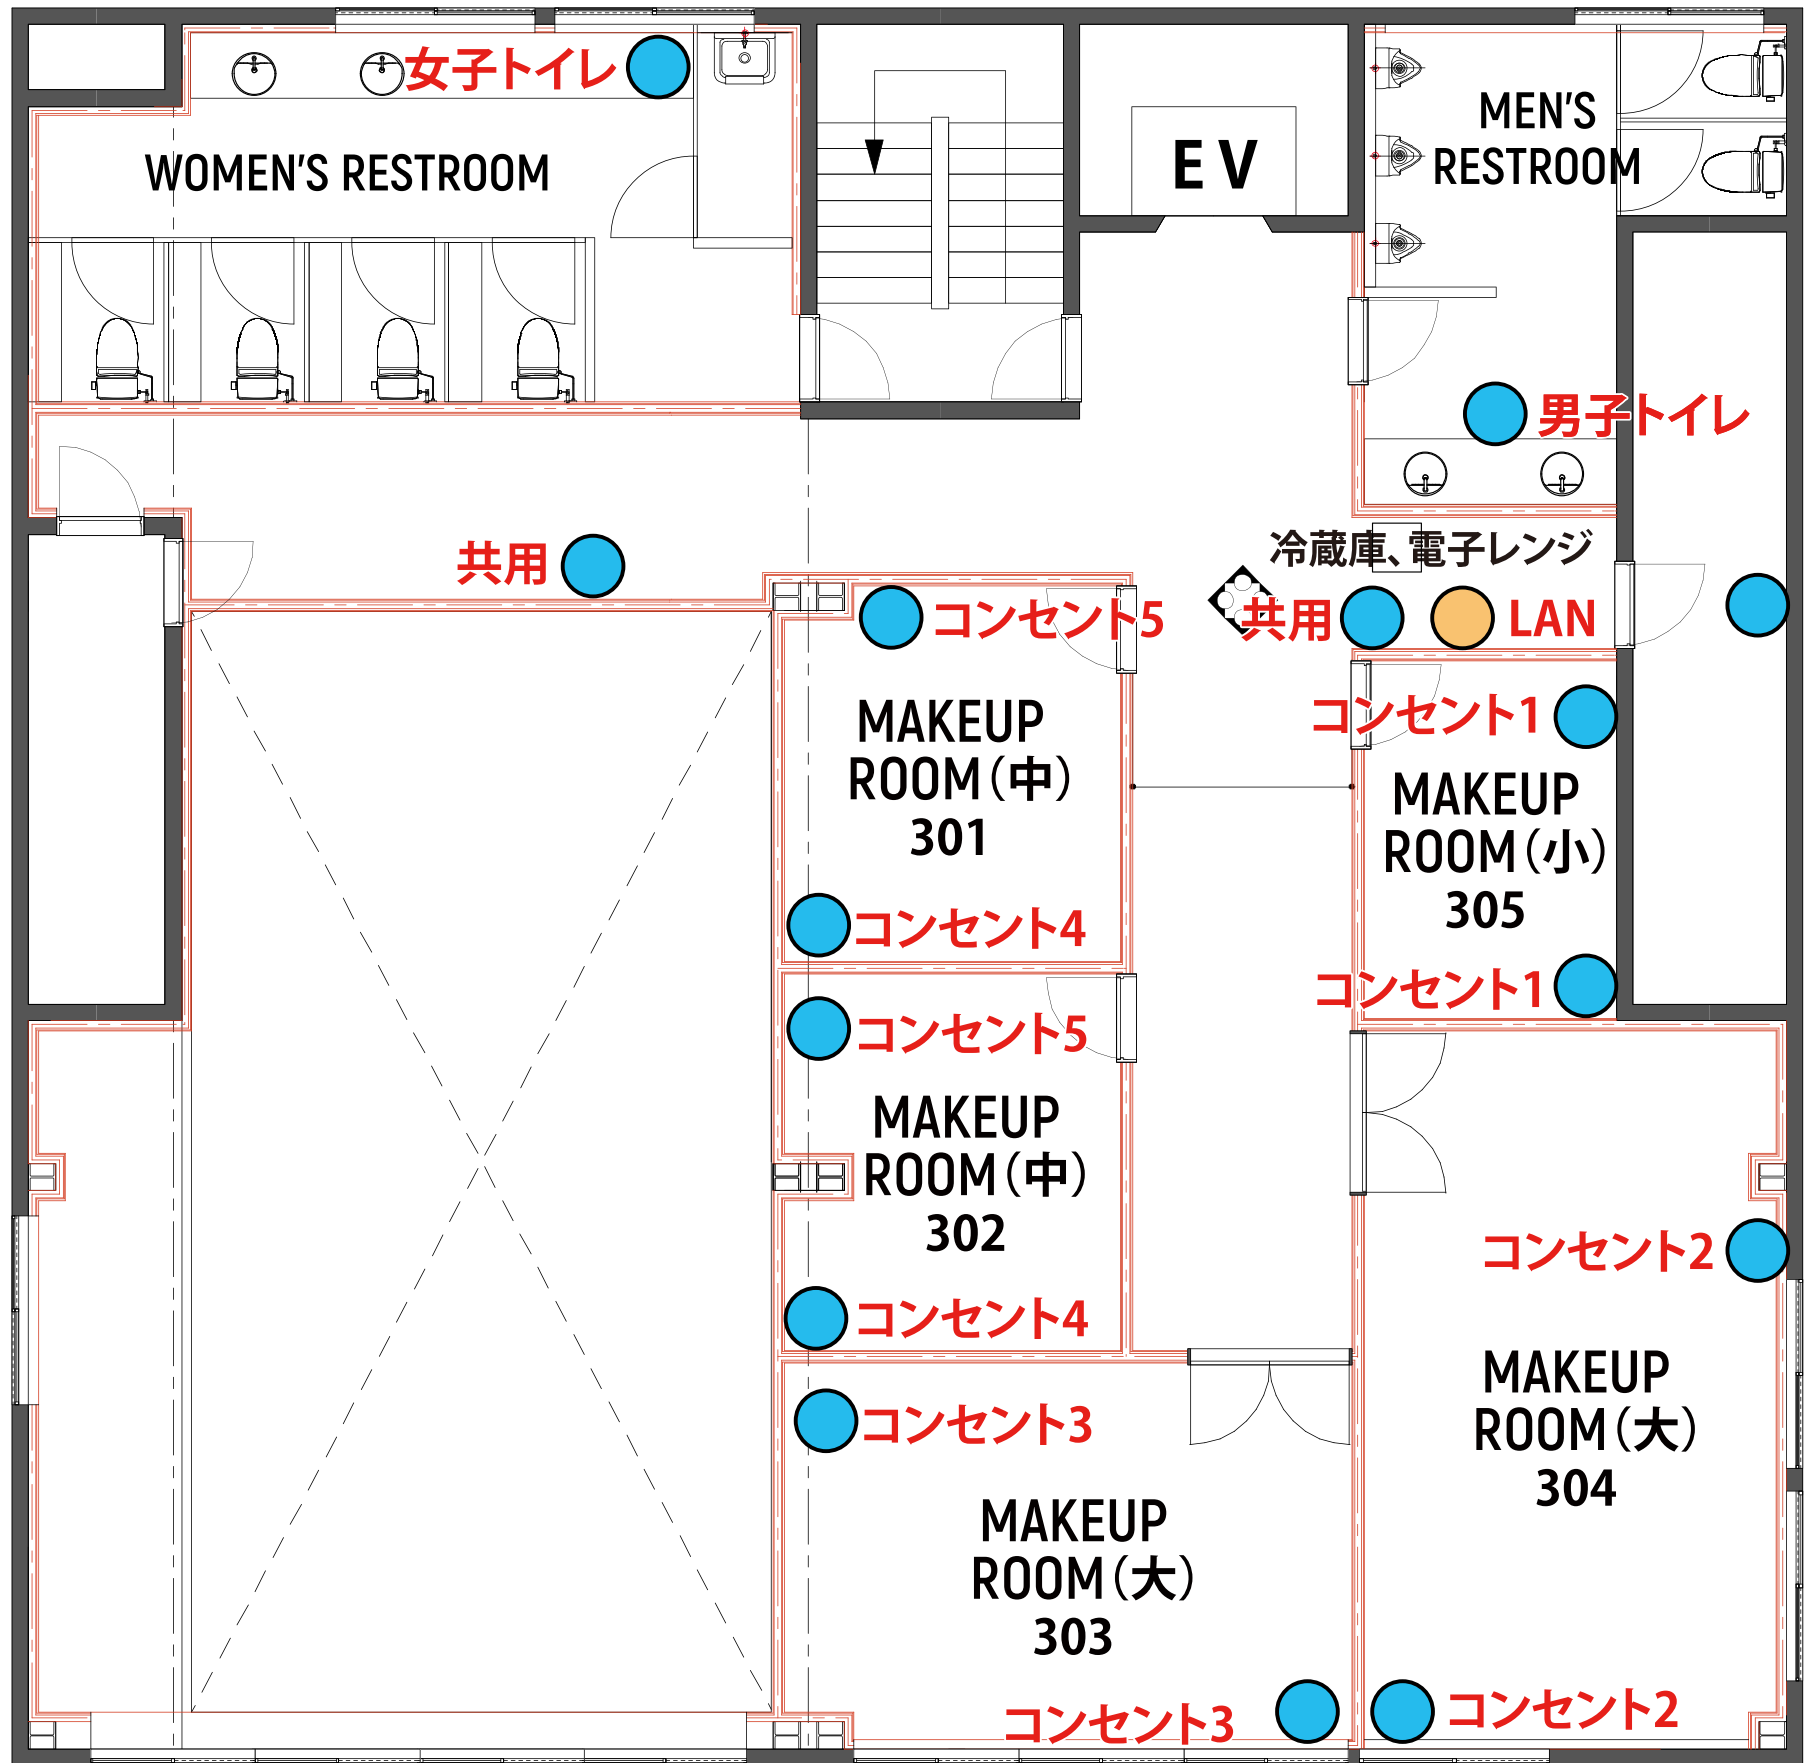 女子トイレ
WOMEN'S RESTROOM
EV
MEN'S
RESTROOM
男子トイレ
共用
冷蔵庫、電子レンジ
共用
LAN
コンセント5
MAKEUP
ROOM(中)
301
コンセント4
コンセント1
MAKEUP
ROOM(小)
305
コンセント1
コンセント5
MAKEUP
ROOM(中)
302
コンセント4
コンセント2
MAKEUP
ROOM(大)
304
コンセント2
コンセント3
MAKEUP
ROOM(大)
303
コンセント3